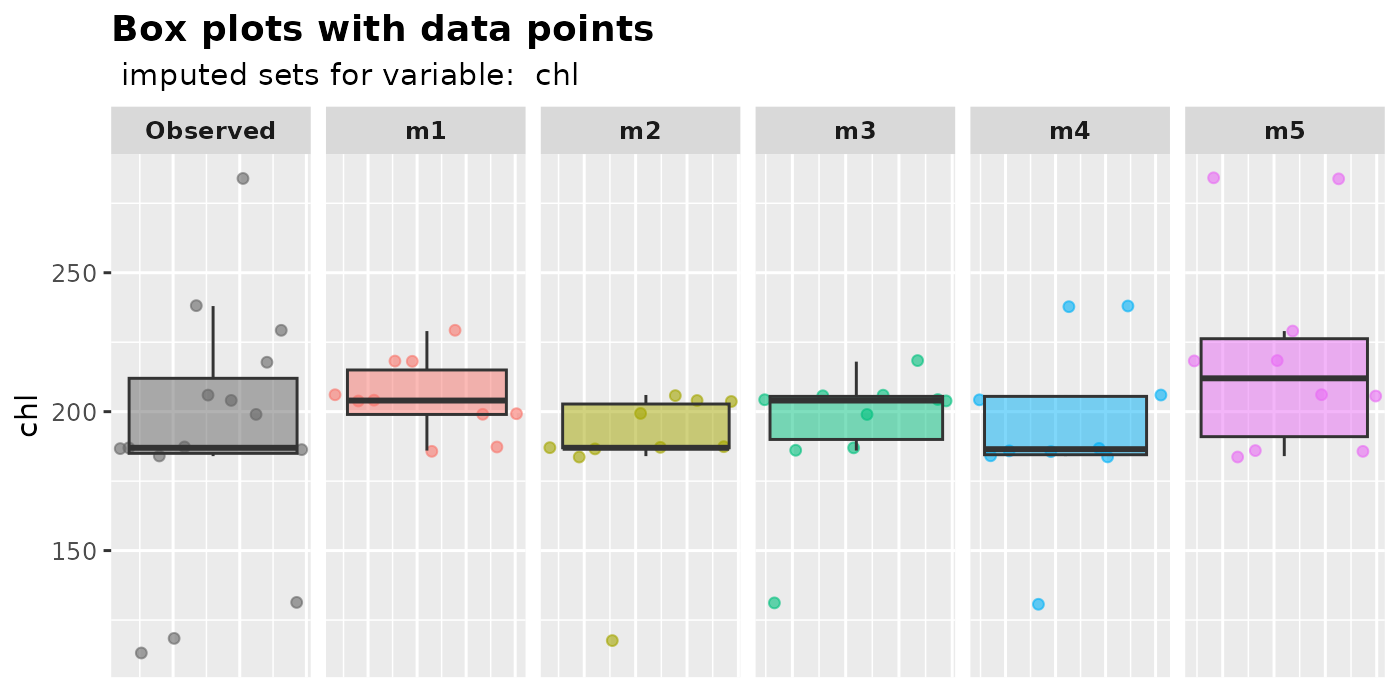 Box plots with data points
imputed sets for variable:  chl
Observed m1 m2 m3 m4 m5
250
200
150
chl